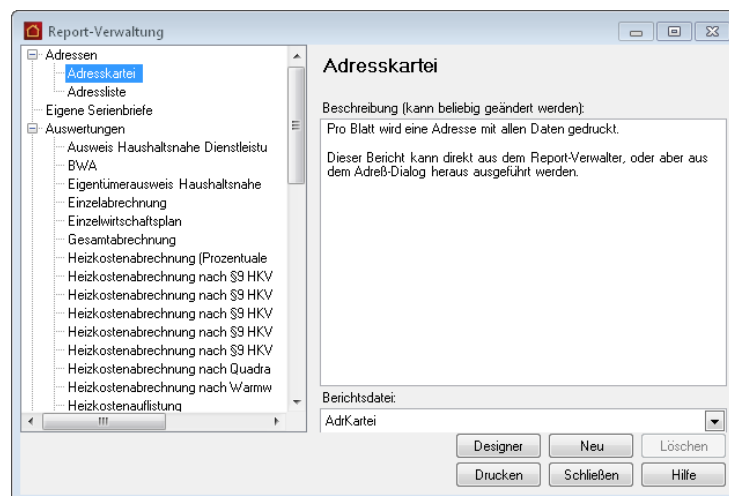 Report-Verwaltung
Adressen
Adresskartei
Adressliste
Eigene Serienbriefe
Auswertungen
Ausweis Haushaltsnahe Dienstleistu
BWA
Eigentümerausweis Haushaltsnahe
Einzelabrechnung
Einzelwirtschaftsplan
Gesamtabrechnung
Heizkostenabrechnung (Prozentuale
Heizkostenabrechnung nach §9 HKV
Heizkostenabrechnung nach §9 HKV
Heizkostenabrechnung nach §9 HKV
Heizkostenabrechnung nach §9 HKV
Heizkostenabrechnung nach §9 HKV
Heizkostenabrechnung nach Quadra
Heizkostenabrechnung nach Warmw
Heizkostenauflistung
Adresskartei
Beschreibung (kann beliebig geändert werden):
Pro Blatt wird eine Adresse mit allen Daten gedruckt.
Dieser Bericht kann direkt aus dem Report-Verwalter, oder aber aus
dem Adreß-Dialog heraus ausgeführt werden.
Berichtsdatei:
AdrKartei
Designer
Neu
Löschen
Drucken
Schließen
Hilfe